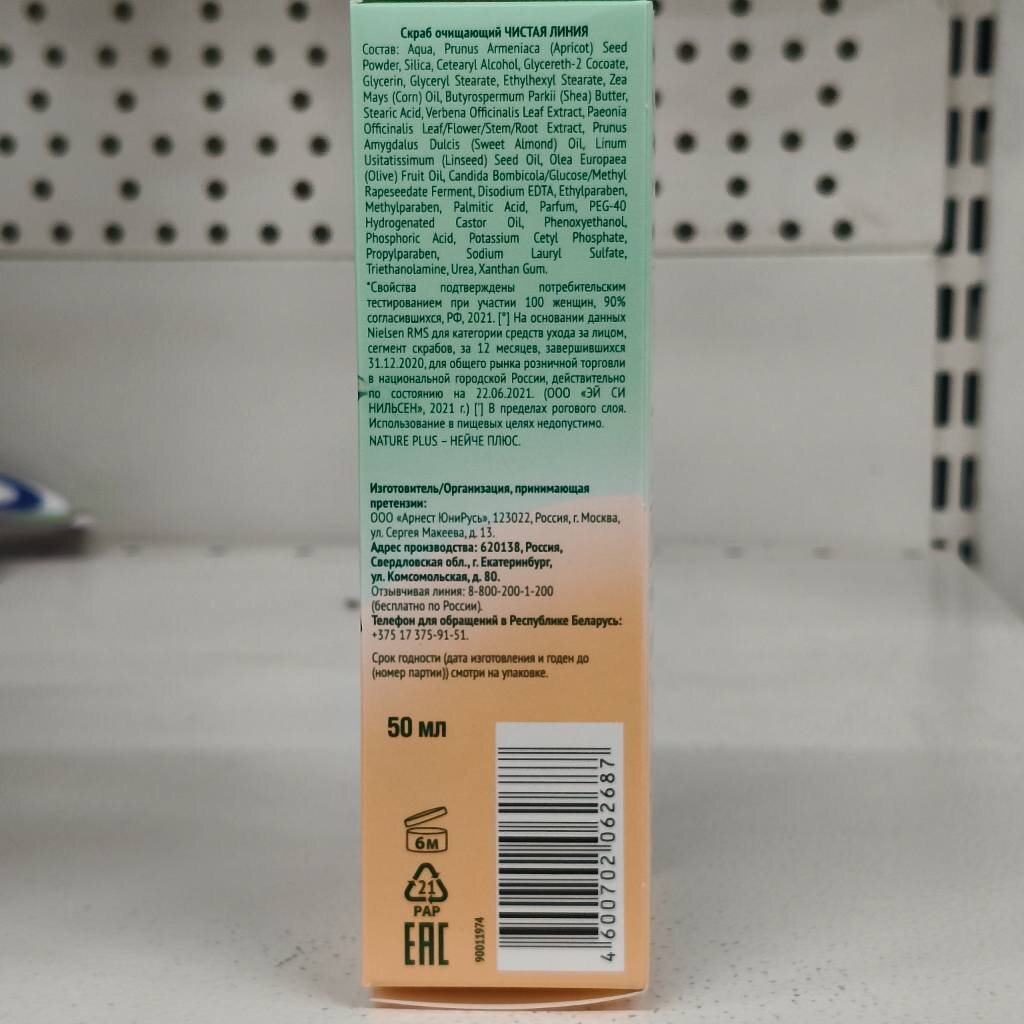 Скраб очищающий ЧИСТАЯ ЛИНИЯ
Состав: Aqua, Prunus Armeniaca (Apricot) Seed
Powder, Silica, Cetearyl Alcohol, Glycereth-2 Cocoate,
Glycerin, Glyceryl Stearate, Ethylhexyl Stearate, Zea
Mays (Corn) Oil, Butyrospermum Parkii (Shea) Butter,
Stearic Acid, Verbena Officinalis Leaf Extract, Paeonia
Officinalis Leaf/Flower/Stem/Root Extract, Prunus
Amygdalus Dulcis (Sweet Almond) Oil, Linum
Usitatissimum (Linseed) Seed Oil, Olea Europaea
(Olive) Fruit Oil, Candida Bombicola/Glucose/Methyl
Rapeseedate Ferment, Disodium EDTA, Ethylparaben,
Methylparaben, Palmitic Acid, Parfum, PEG-40
Hydrogenated Castor Oil, Phenoxyethanol,
Phosphoric Acid, Potassium Cetyl Phosphate,
Propylparaben, Sodium Lauryl Sulfate,
Triethanolamine, Urea, Xanthan Gum.
*Свойства подтверждены потребительским
тестированием при участии 100 женщин, 90%
согласившихся, РФ, 2021. [*] На основании данных
Nielsen RMS для категории средств ухода за лицом,
сегмент скрабов, за 12 месяцев, завершившихся
31.12.2020, для общего рынка розничной торговли
в национальной городской России, действительно
по состоянию на 22.06.2021. (ООО «ЭЙ СИ
НИЛЬСЕН», 2021 г.) ['] В пределах рогового слоя.
Использование в пищевых целях недопустимо.
NATURE PLUS – НЕЙЧЕ ПЛЮС.
Изготовитель/Организация, принимающая
претензии:
ООО «Арнест ЮниРусь», 123022, Россия, г. Москва,
ул. Сергея Макеева, д. 13.
Адрес производства: 620138, Россия,
Свердловская обл., г. Екатеринбург,
ул. Комсомольская, д. 80.
Отзывчивая линия: 8-800-200-1-200
(бесплатно по России).
Телефон для обращений в Республике Беларусь:
+375 17 375-91-51.
Срок годности (дата изготовления и годен до
(номер партии)) смотри на упаковке.
50 мл
6м
21
PAP
EAC
90011974
4 600702 062687